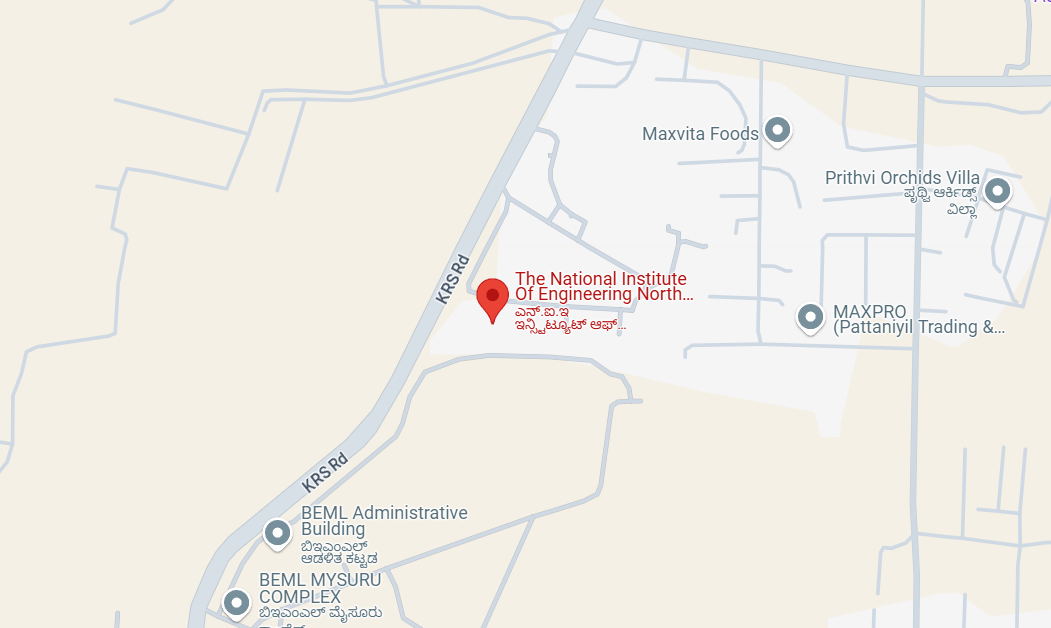 Maxvita Foods
Prithvi Orchids Villa
ಪೃಥ್ವಿ ಆರ್ಕಿಡ್ಸ್
ವಿಲ್ಲಾ
KRS Rd
The National Institute
Of Engineering North...
ಎನ್.ಐ.ಇ
ಇನ್ಸ್ಟಿಟ್ಯೂಟ್ ಆಫ್...
MAXPRO
(Pattaniyil Trading &...
KRS Rd
BEML Administrative
Building
ಬಿಇಎಂಎಲ್
ಆಡಳಿತ ಕಟ್ಟಡ
BEML MYSURU
COMPLEX
ಬಿಇಎಂಎಲ್ ಮೈಸೂರು